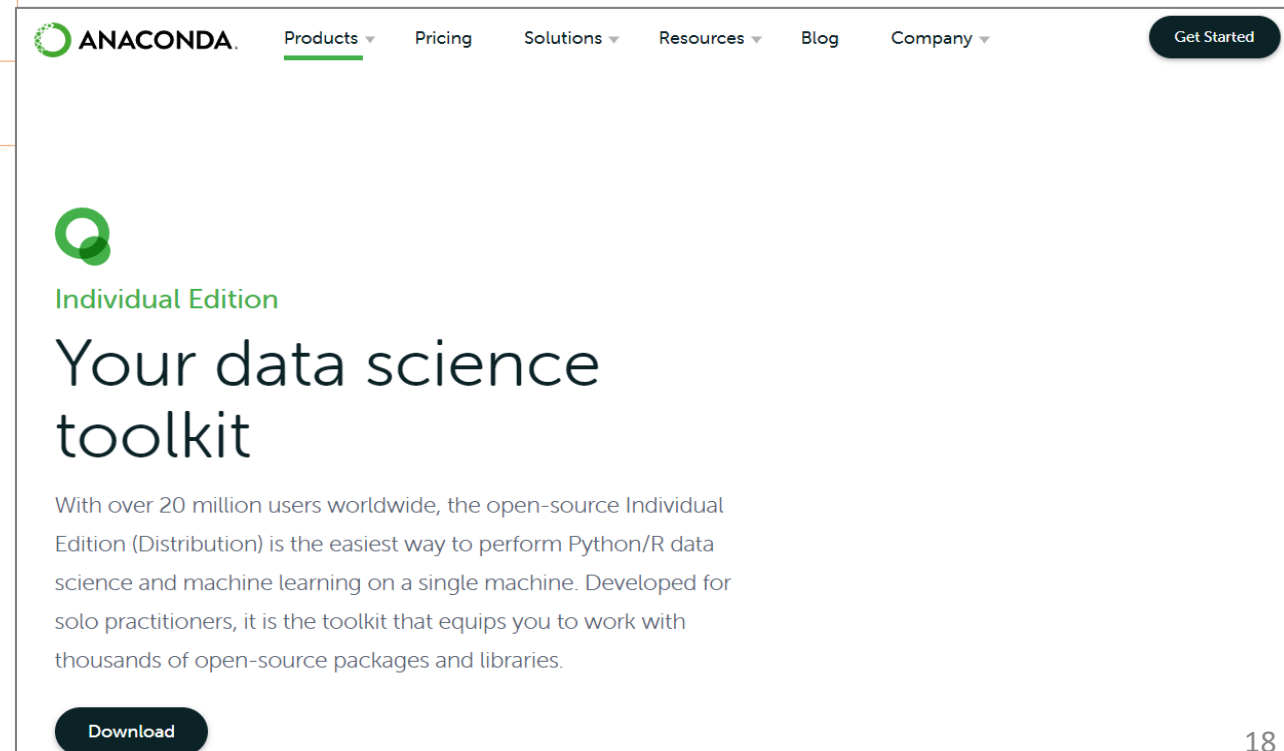 ANACONDA.
Products Pricing Solutions Resources Blog Company Get Started
Individual Edition
Your data science
toolkit
With over 20 million users worldwide, the open-source Individual
Edition (Distribution) is the easiest way to perform Python/R data
science and machine learning on a single machine. Developed for
solo practitioners, it is the toolkit that equips you to work with
thousands of open-source packages and libraries.
Download
18